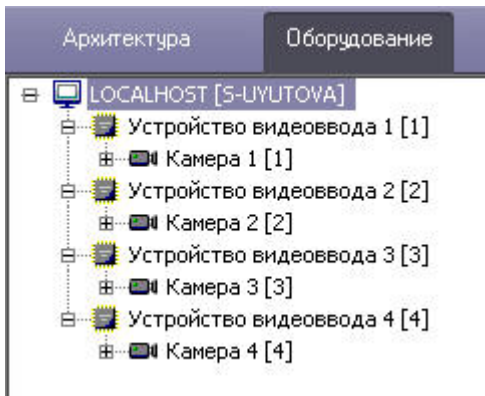 Архитектура Оборудование
LOCALHOST [S-UYUTOVA]
Устройство видеоввода 1 [1]
Камера 1 [1]
Устройство видеоввода 2 [2]
Камера 2 [2]
Устройство видеоввода 3 [3]
Камера 3 [3]
Устройство видеоввода 4 [4]
Камера 4 [4]